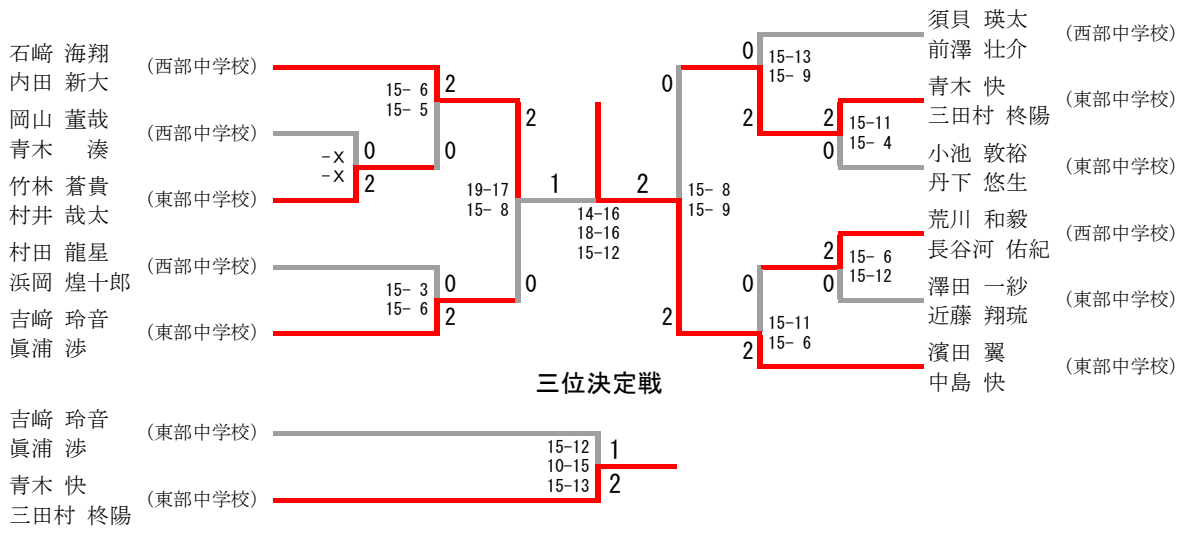 石﨑 海翔
内田 新大
(西部中学校)
岡山 董哉
青木 湊
(西部中学校)
竹林 蒼貴
村井 哉太
(東部中学校)
村田 龍星
浜岡 煌十郎
(西部中学校)
吉﨑 玲音
眞浦 渉
(東部中学校)
2
15- 6
15- 5
0
0
-X
-X
2
2
19-17
15- 8
0
0
15- 3
15- 6
2
1
2
14-16
18-16
15-12
0
15- 8
15- 9
2
0
15-13
15- 9
2
2
15-11
15- 4
0
2
15- 6
15-12
0
0
15-11
15- 6
2
須貝 瑛太
前澤 壮介
(西部中学校)
青木 快
三田村 柊陽
(東部中学校)
小池 敦裕
丹下 悠生
(東部中学校)
荒川 和毅
長谷河 佑紀
(西部中学校)
澤田 一紗
近藤 翔琉
(東部中学校)
濱田 翼
中島 快
(東部中学校)
三位決定戦
吉﨑 玲音
眞浦 渉
(東部中学校)
青木 快
三田村 柊陽
(東部中学校)
15-12
10-15
15-13
1
2